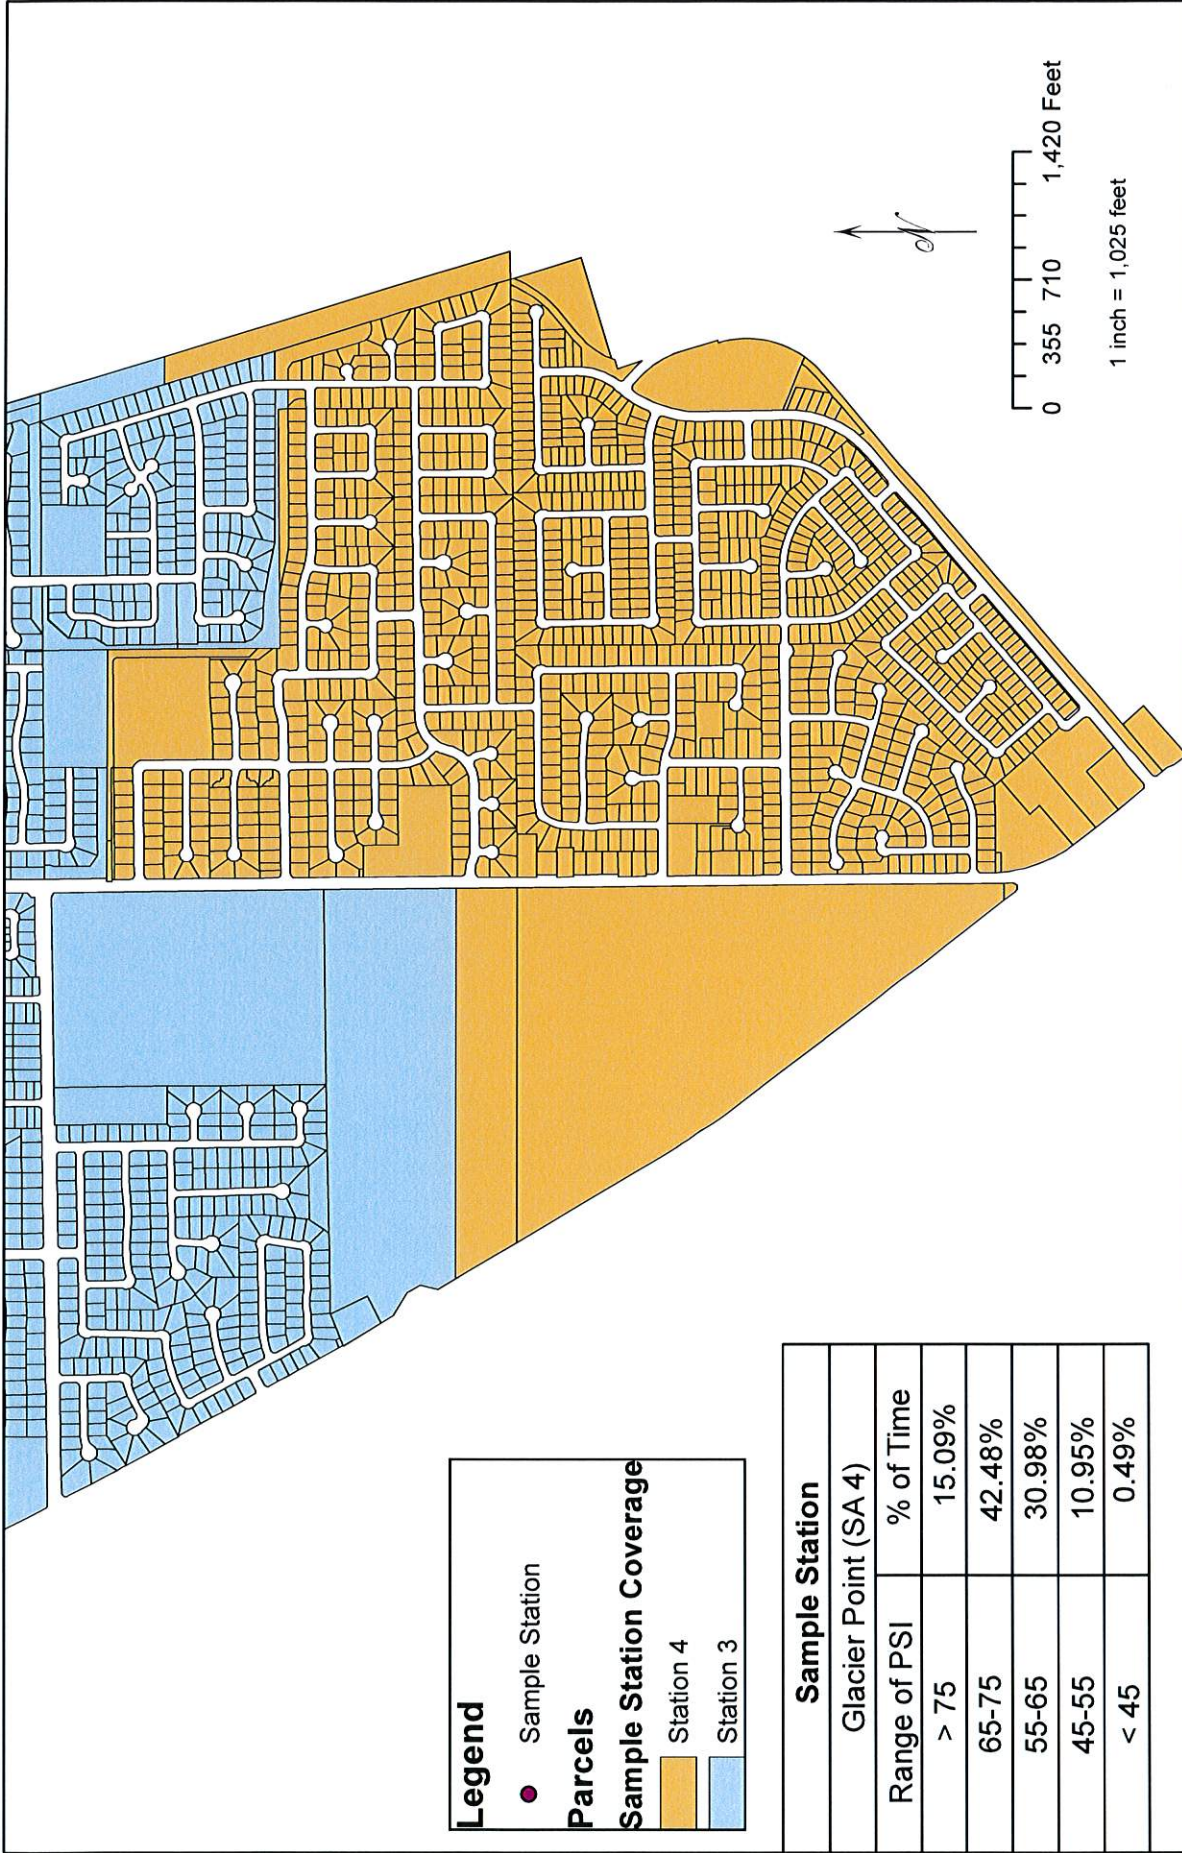 Legend
Sample Station
Parcels
Sample Station Coverage
Station 4
Station 3
Sample Station
Glacier Point (SA 4)
Range of PSI % of Time
> 75 15.09%
65-75 42.48%
55-65 30.98%
45-55 10.95%
< 45 0.49%
N
0 355 710 1,420 Feet
1 inch = 1,025 feet